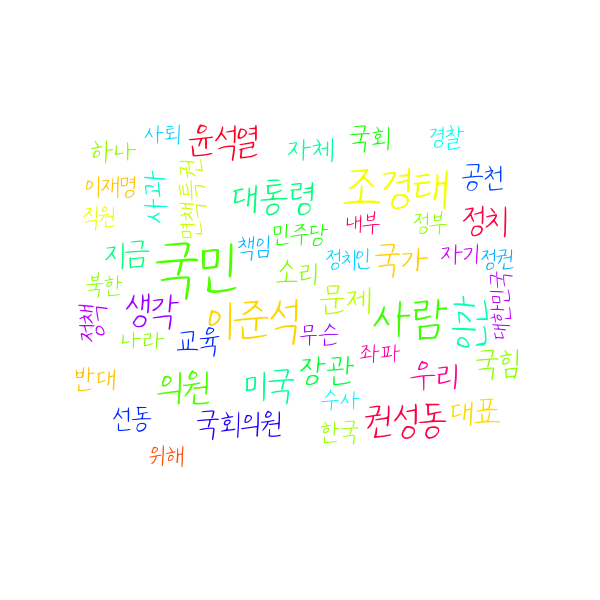 사퇴 윤석열 자체 국회 경찰
하나
이재명 사과 면책특권 대통령 조경태 공천
직원 민주당 내부 정부 정치
지금 국민 책임 정치인 국가 자기 정권
북한 소리 대한민국
정책 생각 이준석 문제 사람 인간
나라 교육 무슨 좌파 국힘
반대 의원 미국 장관 우리
선동 국회의원 수사 권성동 대표
한국
위해